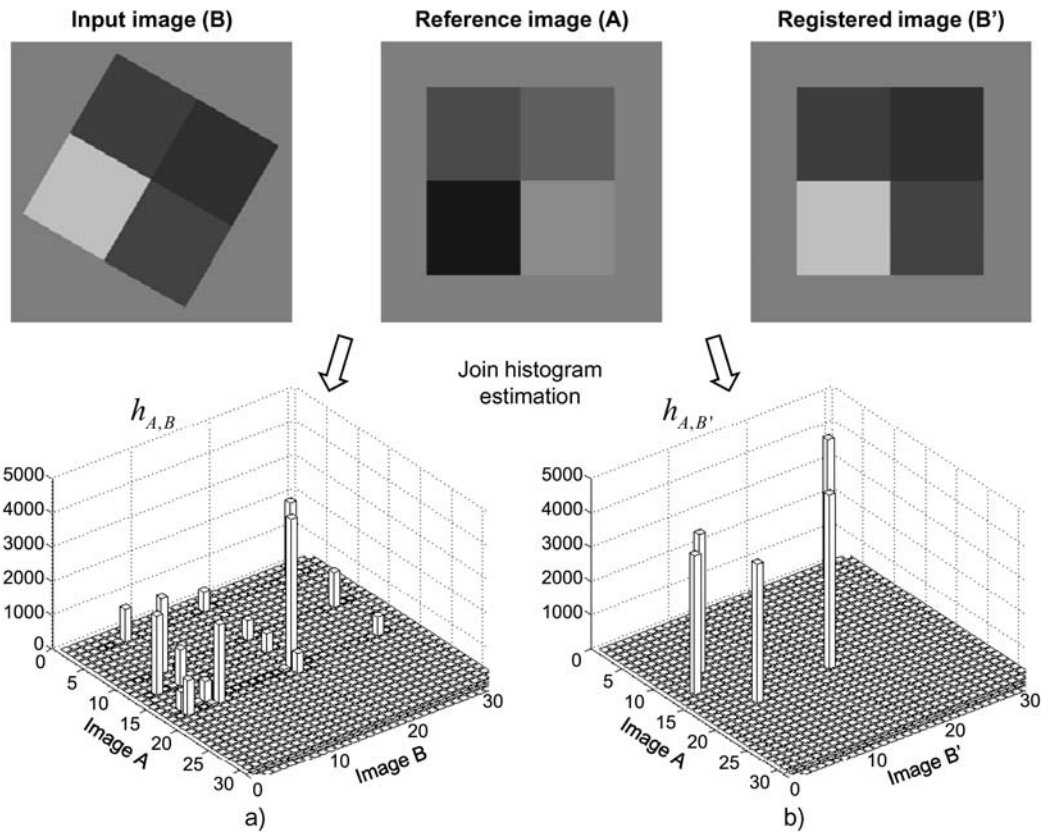 Input image (B)
Reference image (A)
Registered image (B')
Join histogram
estimation
h_{A,B}
5000
4000
3000
2000
1000
0
0
5
10
15
20
25
30
Image A
0
10
20
30
Image B
a)
h_{A,B'}
5000
4000
3000
2000
1000
0
0
5
10
15
20
25
30
Image A
0
10
20
30
Image B'
b)